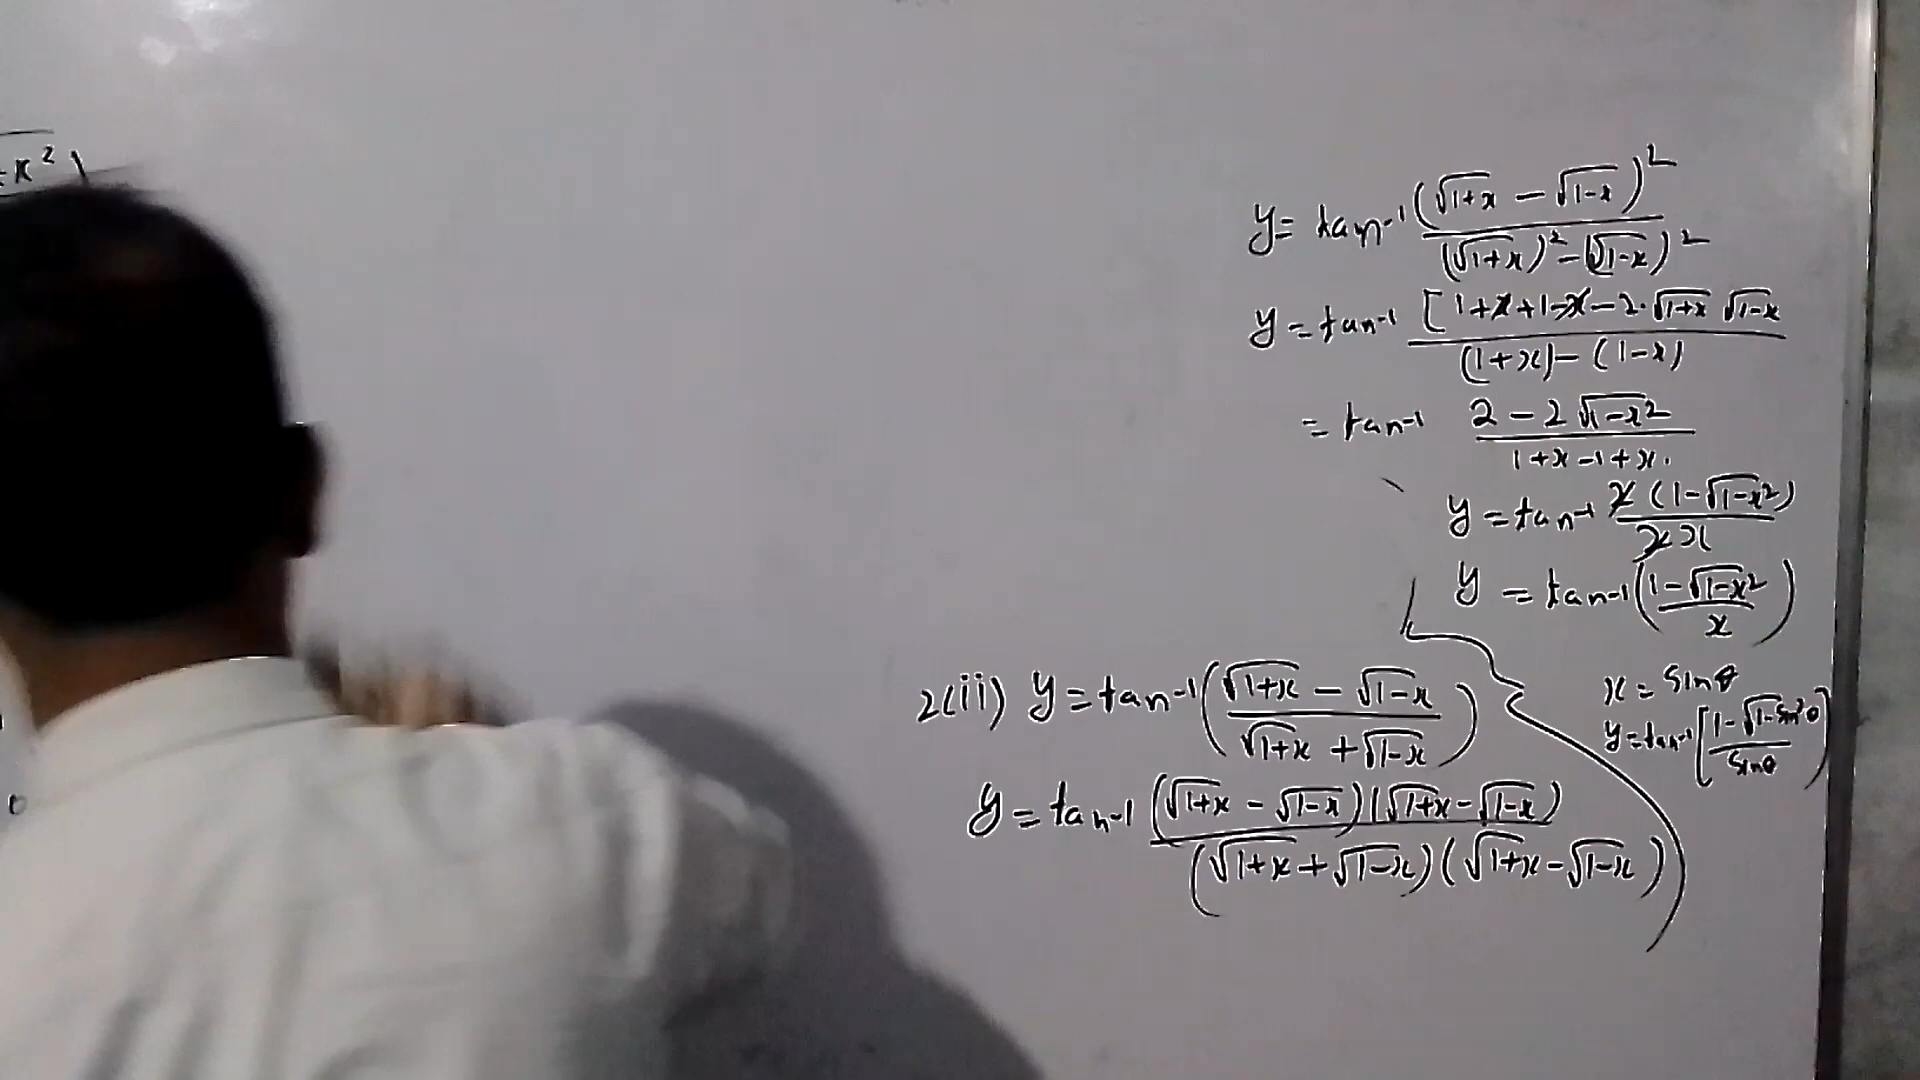 x²)
y = tan-1 (√1+x - √1-x)² / (√1+x)² - (√1-x)²
y = tan-1 [1+x+1-x-2·√1+x √1-x / (1+x)-(1-x)
= tan-1 2-2√1-x² / 1+x-1+x.
y = tan-1 2(1-√1-x²) / 2x
y = tan-1 (1-√1-x² / x)
2(ii) y = tan-1 (√1+x - √1-x / √1+x + √1-x)
x = sinθ
y = tan-1 [1-√1-sin²θ / sinθ]
y = tan-1 (√1+x - √1-x)(√1+x - √1-x) / (√1+x + √1-x)(√1+x - √1-x)